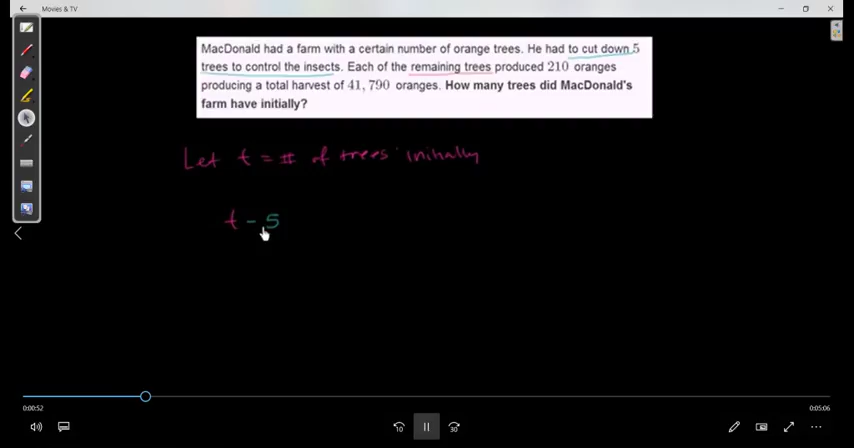 Movies & TV
MacDonald had a farm with a certain number of orange trees. He had to cut down 5
trees to control the insects. Each of the remaining trees produced 210 oranges
producing a total harvest of 41,790 oranges. How many trees did MacDonald's
farm have initially?
Let t = # of trees initially
t - 5
0:00:52
0:05:06
10
30